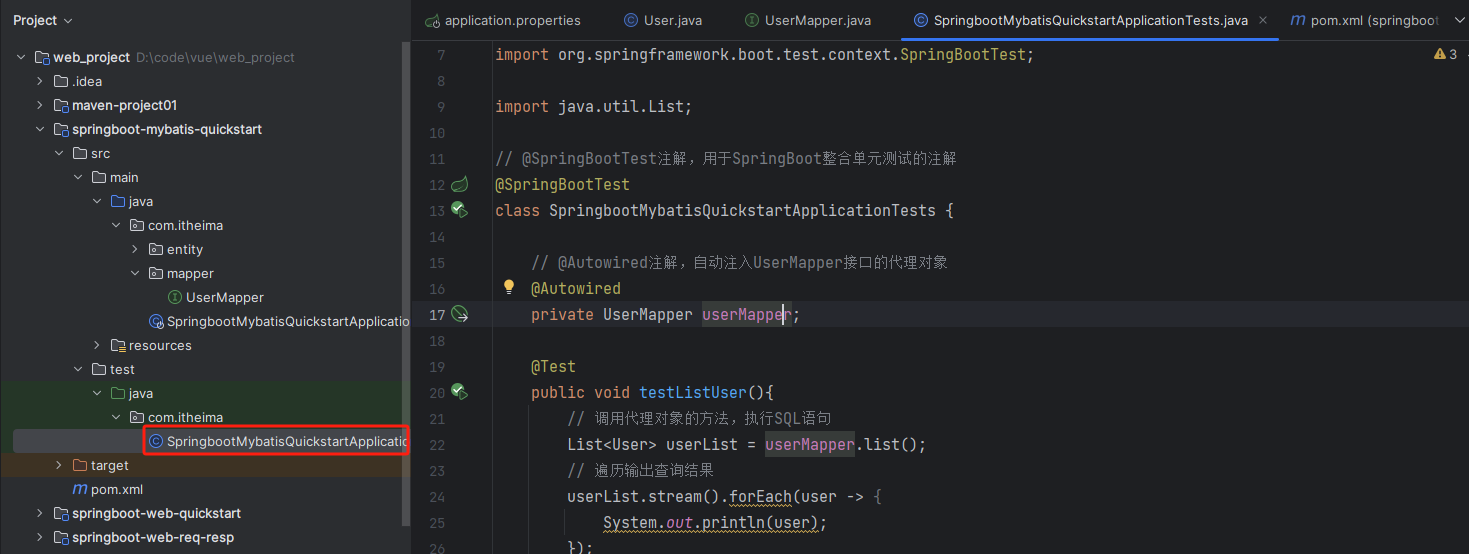 Project
web_project D:\code\vue\web_project
.idea
maven-project01
springboot-mybatis-quickstart
src
main
java
com.itheima
entity
mapper
UserMapper
SpringbootMybatisQuickstartApplicatio
resources
test
java
com.itheima
SpringbootMybatisQuickstartApplicatio
target
pom.xml
springboot-web-quickstart
springboot-web-req-resp
application.properties User.java UserMapper.java SpringbootMybatisQuickstartApplicationTests.java pom.xml (springboot
3
7 import org.springframework.boot.test.context.SpringBootTest;
8
9 import java.util.List;
10
11 // @SpringBootTest注解，用于SpringBoot整合单元测试的注解
12 @SpringBootTest
13 class SpringbootMybatisQuickstartApplicationTests {
14
15 // @Autowired注解，自动注入UserMapper接口的代理对象
16 @Autowired
17 private UserMapper userMapper;
18
19 @Test
20 public void testListUser(){
21 // 调用代理对象的方法，执行SQL语句
22 List<User> userList = userMapper.list();
23 // 遍历输出查询结果
24 userList.stream().forEach(user -> {
25 System.out.println(user);
26 });